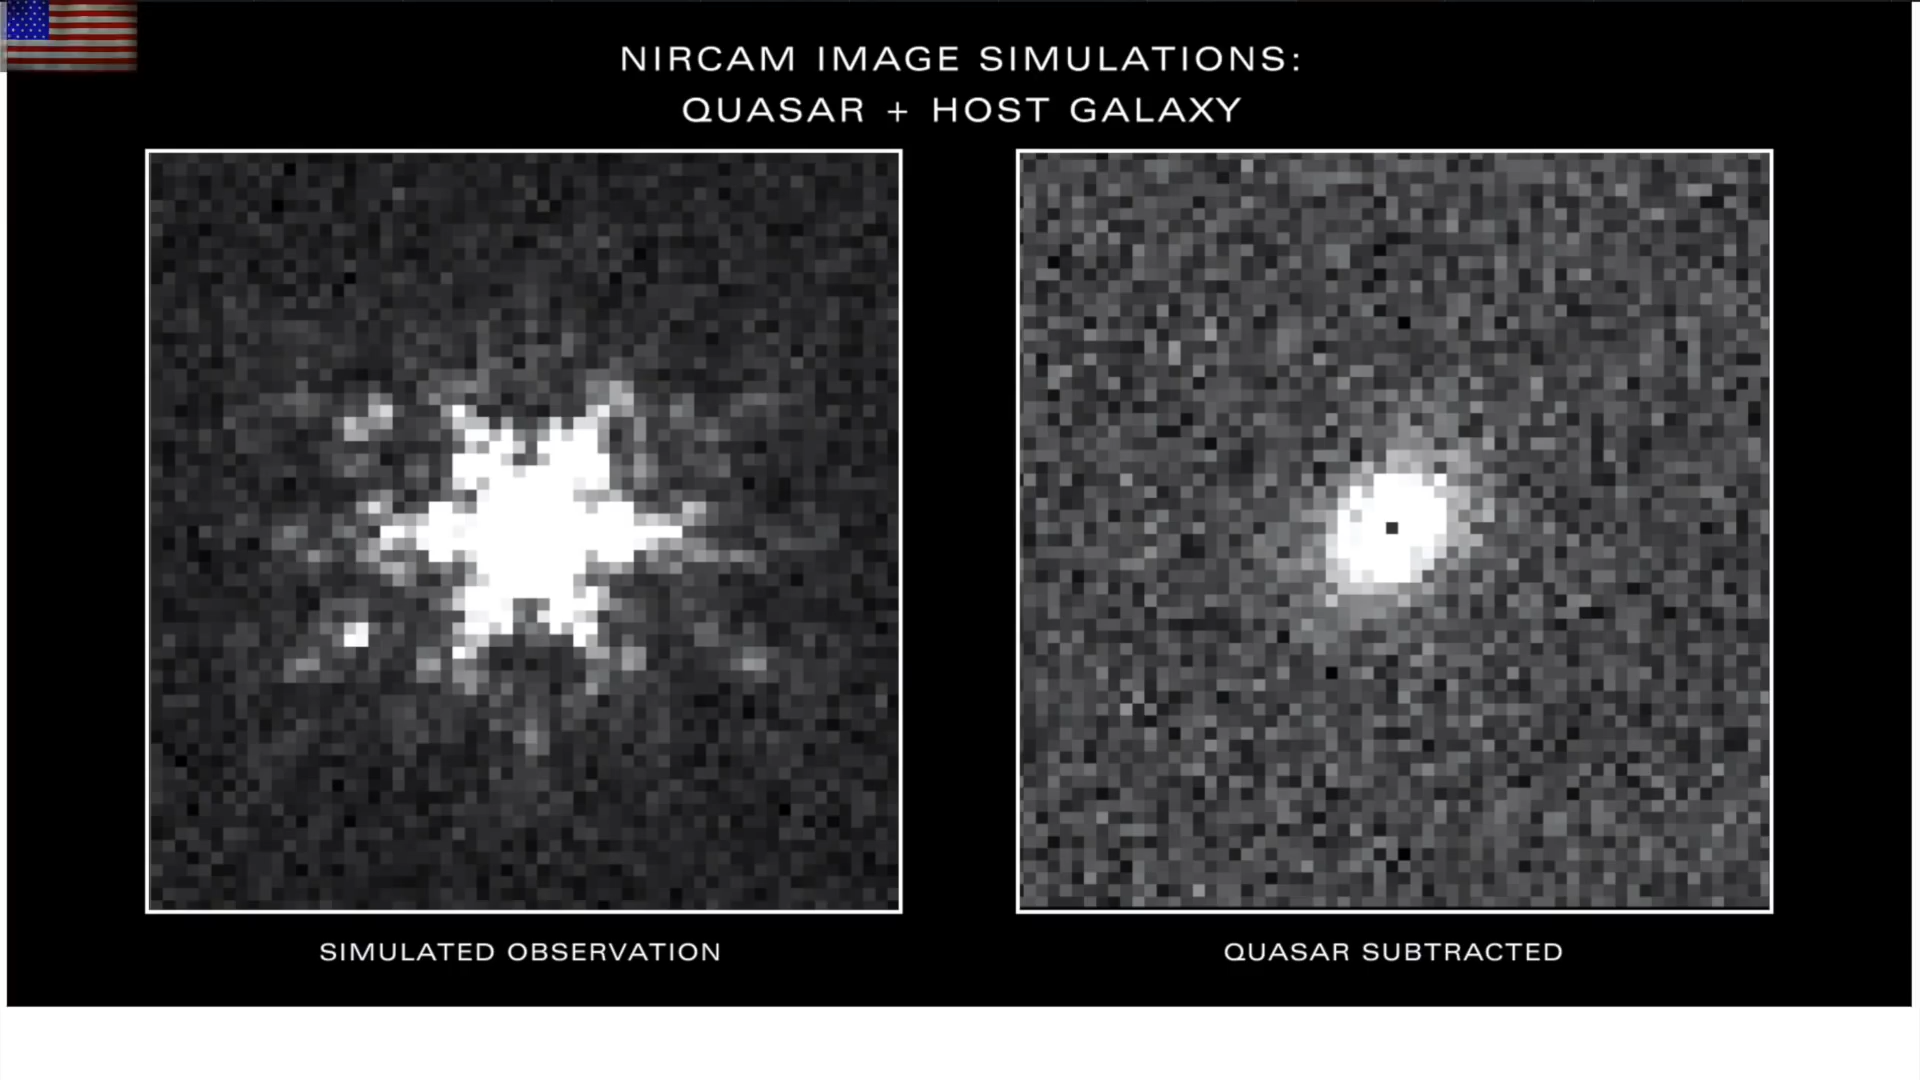 NIRCAM IMAGE SIMULATIONS:
QUASAR + HOST GALAXY
SIMULATED OBSERVATION
QUASAR SUBTRACTED